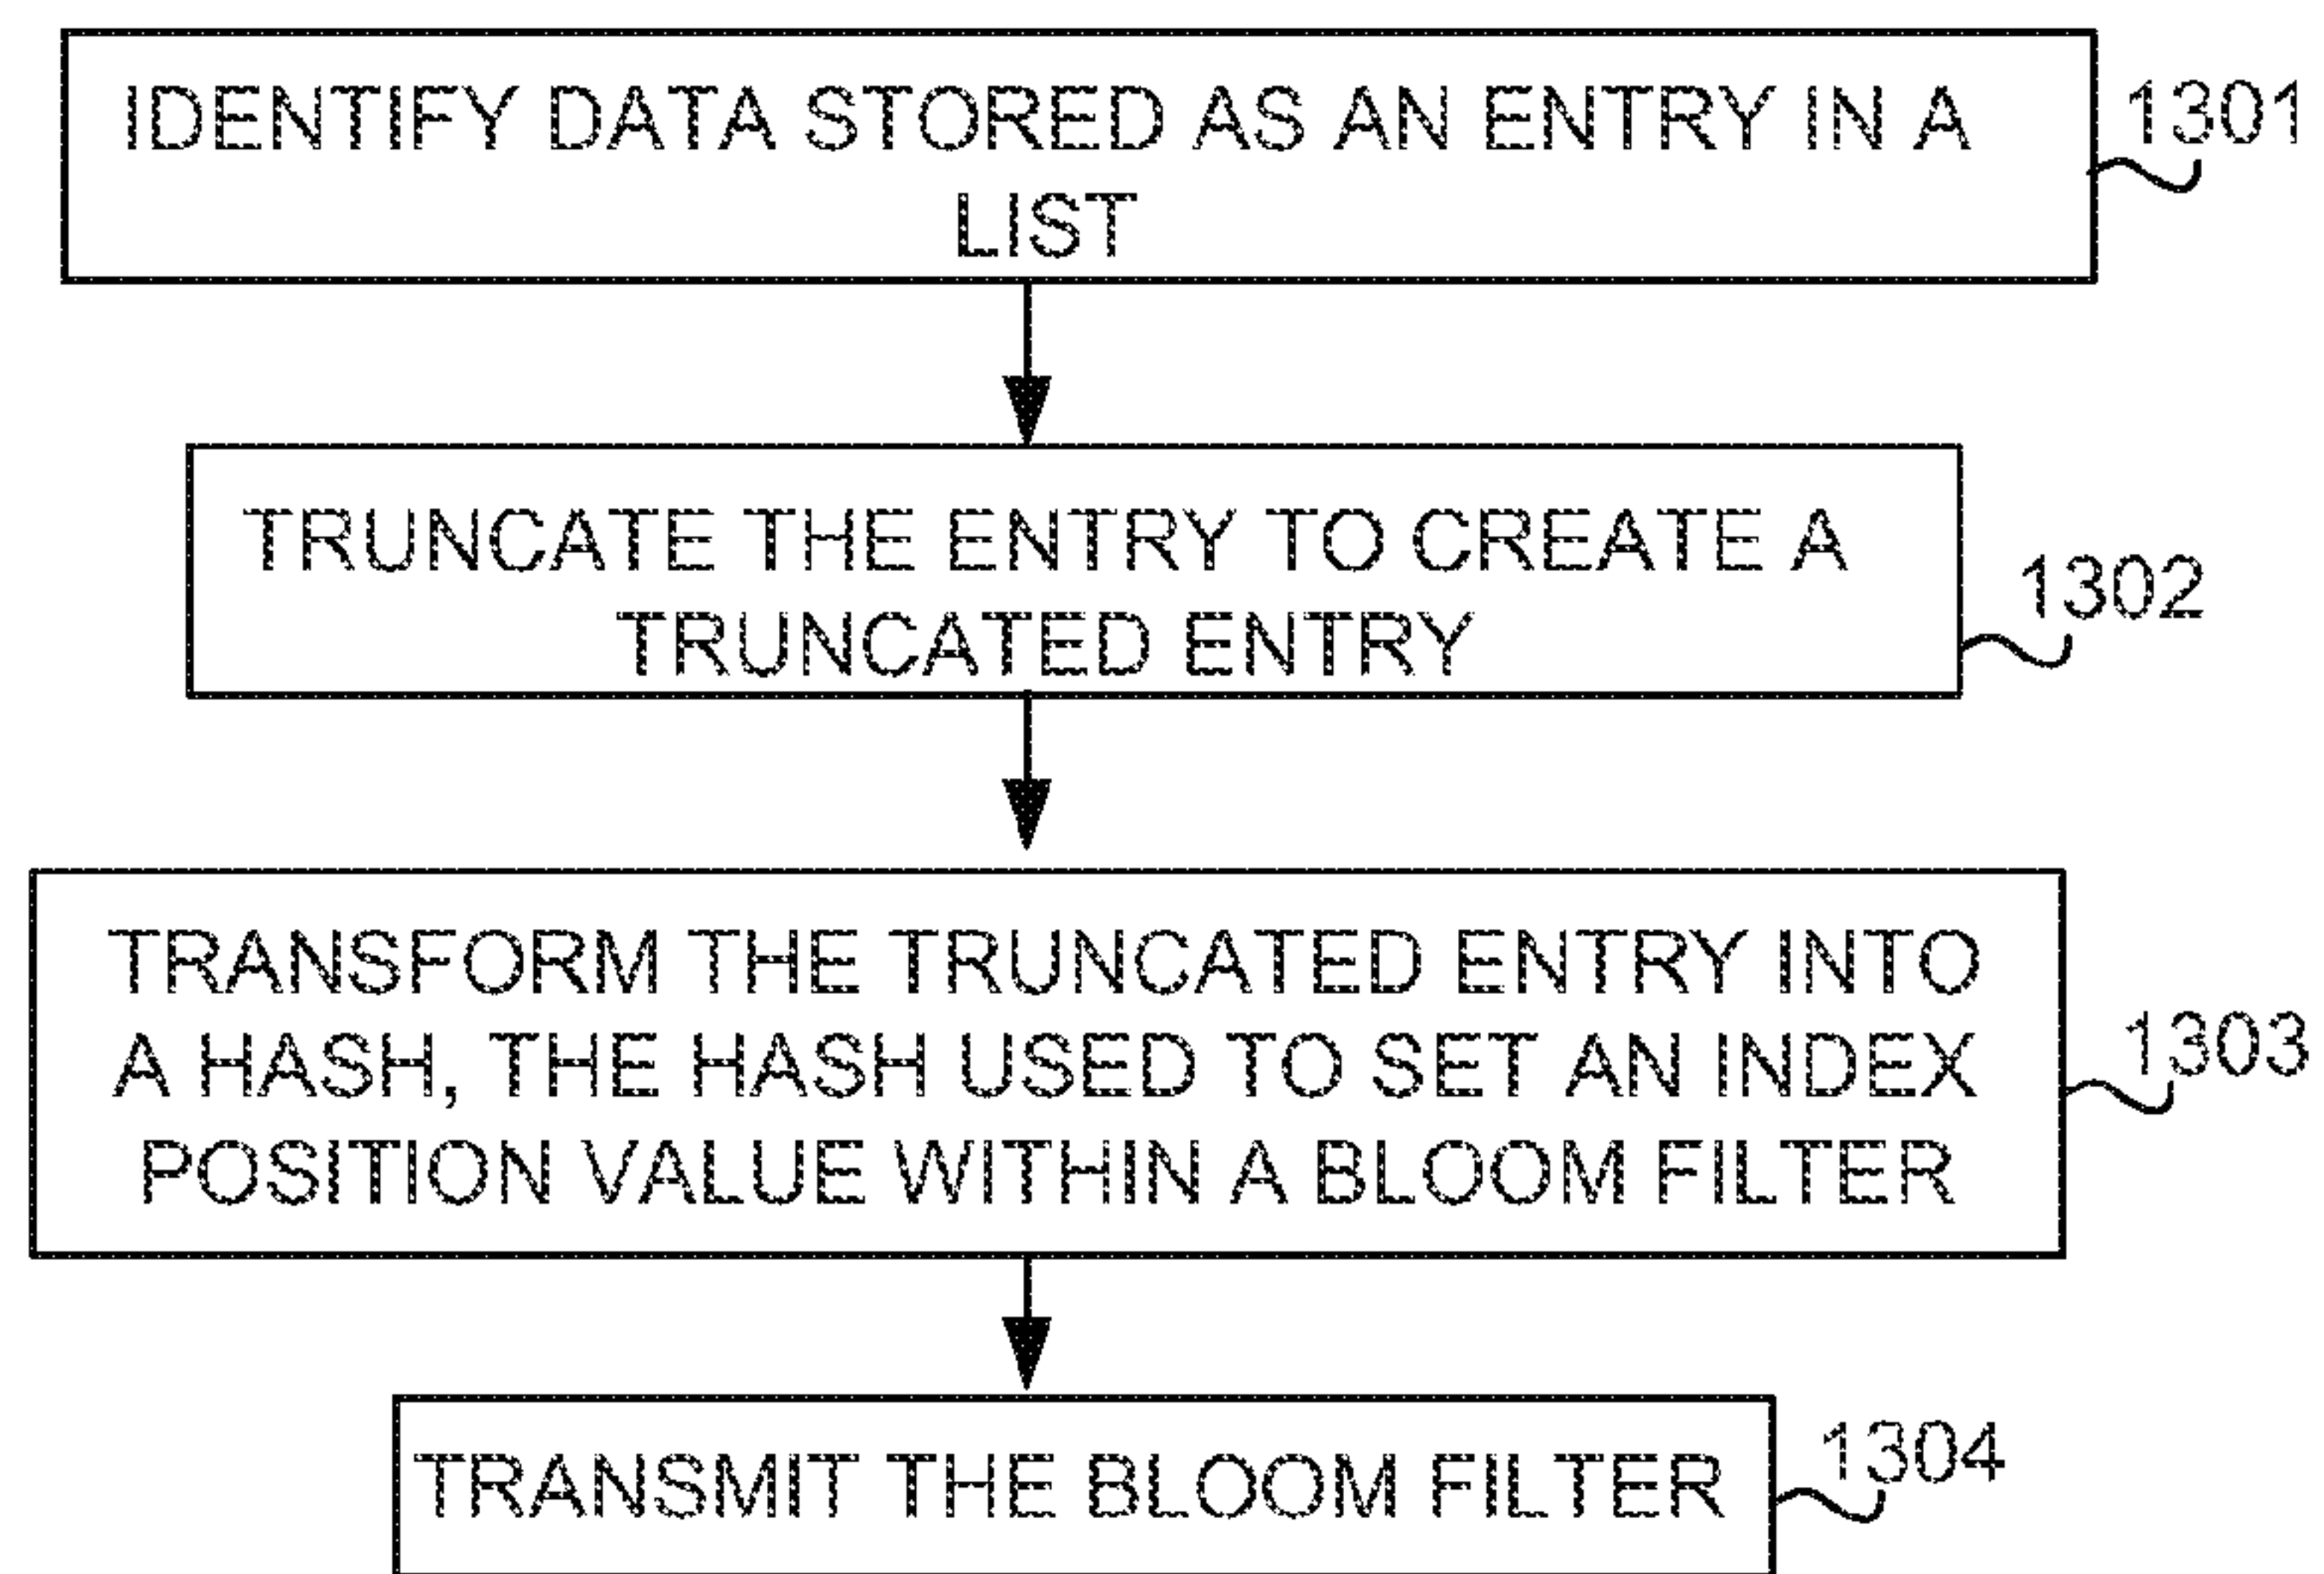 IDENTIFY DATA STORED AS AN ENTRY IN A
LIST
1301
TRUNCATE THE ENTRY TO CREATE A
TRUNCATED ENTRY
1302
TRANSFORM THE TRUNCATED ENTRY INTO
A HASH, THE HASH USED TO SET AN INDEX
POSITION VALUE WITHIN A BLOOM FILTER
1303
TRANSMIT THE BLOOM FILTER
1304